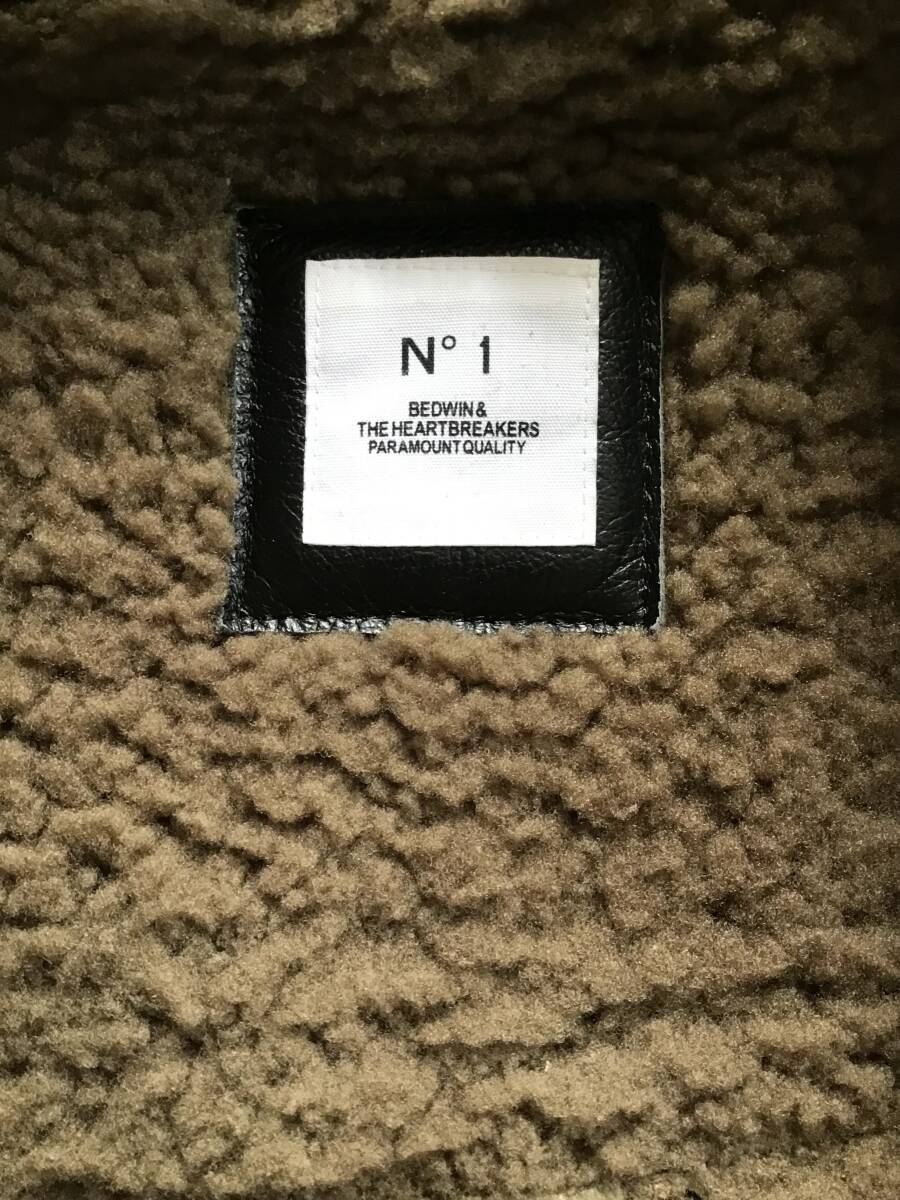 N° 1
BEDWIN &
THE HEARTBREAKERS
PARAMOUNT QUALITY